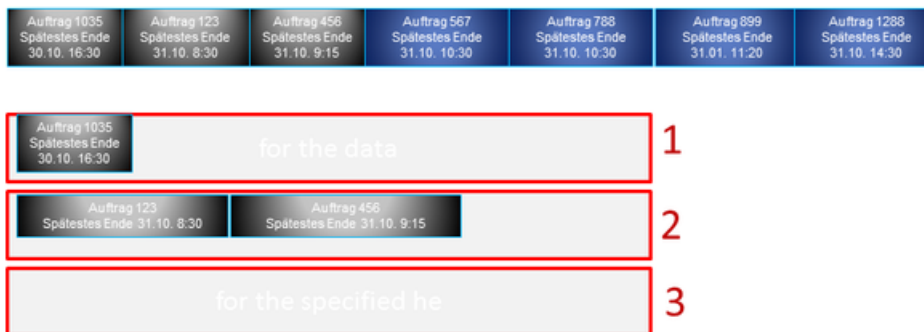 Auftrag 1035
Spätestes Ende
30.10. 16:30
Auftrag 123
Spätestes Ende
31.10. 8:30
Auftrag 456
Spätestes Ende
31.10. 9:15
Auftrag 567
Spätestes Ende
31.10. 10:30
Auftrag 788
Spätestes Ende
31.10. 10:30
Auftrag 899
Spätestes Ende
31.01. 11:20
Auftrag 1288
Spätestes Ende
31.10. 14:30
Auftrag 1035
Spätestes Ende
30.10. 16:30
for the data
1
Auftrag 123
Spätestes Ende 31.10. 8:30
Auftrag 456
Spätestes Ende 31.10. 9:15
2
for the specified he
3